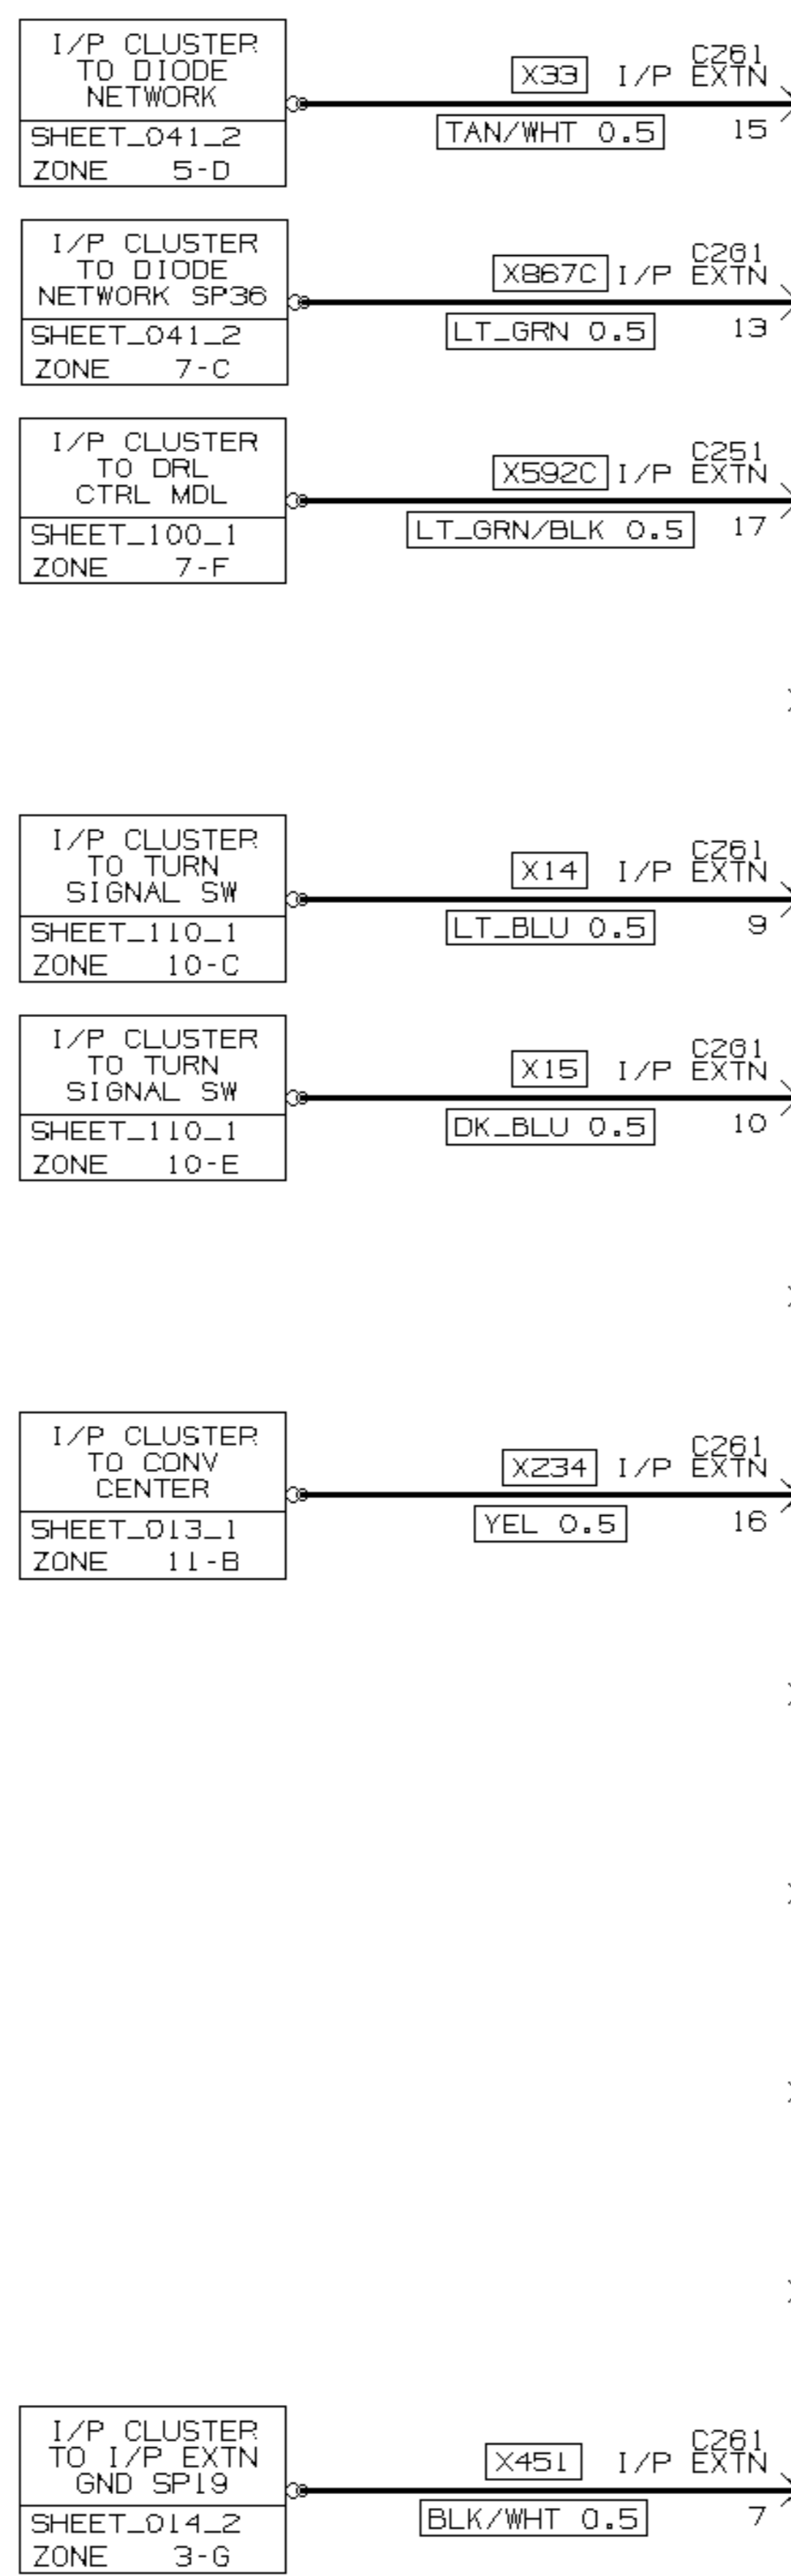 I/P CLUSTER
TO DIODE
NETWORK
SHEET_041_2
ZONE 5-D
X33
I/P C261
EXTN
TAN/WHT 0.5
15
I/P CLUSTER
TO DIODE
NETWORK SP36
SHEET_041_2
ZONE 7-C
X867C
I/P C261
EXTN
LT_GRN 0.5
13
I/P CLUSTER
TO DRL
CTRL MDL
SHEET_100_1
ZONE 7-F
X592C
I/P C251
EXTN
LT_GRN/BLK 0.5
17
I/P CLUSTER
TO TURN
SIGNAL SW
SHEET_110_1
ZONE 10-C
X14
I/P C261
EXTN
LT_BLU 0.5
9
I/P CLUSTER
TO TURN
SIGNAL SW
SHEET_110_1
ZONE 10-E
X15
I/P C261
EXTN
DK_BLU 0.5
10
I/P CLUSTER
TO CONV
CENTER
SHEET_013_1
ZONE 11-B
X234
I/P C261
EXTN
YEL 0.5
16
I/P CLUSTER
TO I/P EXTN
GND SP19
SHEET_014_2
ZONE 3-G
X451
I/P C261
EXTN
BLK/WHT 0.5
7